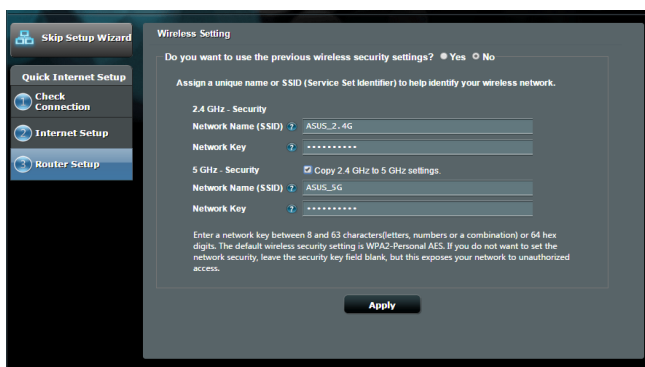 Skip Setup Wizard
Quick Internet Setup
1 Check
Connection
2 Internet Setup
3 Router Setup
Wireless Setting
Do you want to use the previous wireless security settings? Yes No
Assign a unique name or SSID (Service Set Identifier) to help identify your wireless network.
2.4 GHz - Security
Network Name (SSID) ? ASUS_2.4G
Network Key ? ••••••••••
5 GHz - Security Copy 2.4 GHz to 5 GHz settings.
Network Name (SSID) ? ASUS_5G
Network Key ? ••••••••••
Enter a network key between 8 and 63 characters(letters, numbers or a combination) or 64 hex
digits. The default wireless security setting is WPA2-Personal AES. If you do not want to set the
network security, leave the security key field blank, but this exposes your network to unauthorized
access.
Apply